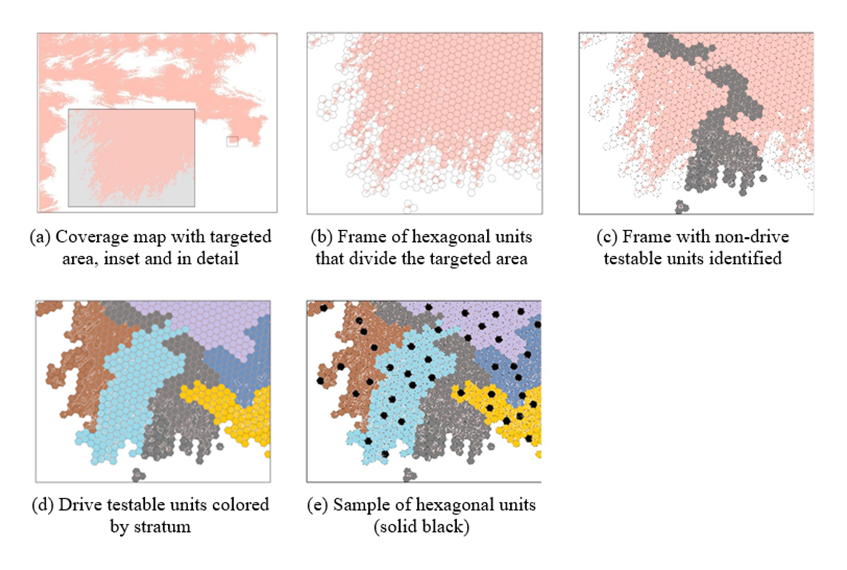 (a) Coverage map with targeted
area, inset and in detail
(b) Frame of hexagonal units
that divide the targeted area
(c) Frame with non-drive
testable units identified
(d) Drive testable units colored
by stratum
(e) Sample of hexagonal units
(solid black)